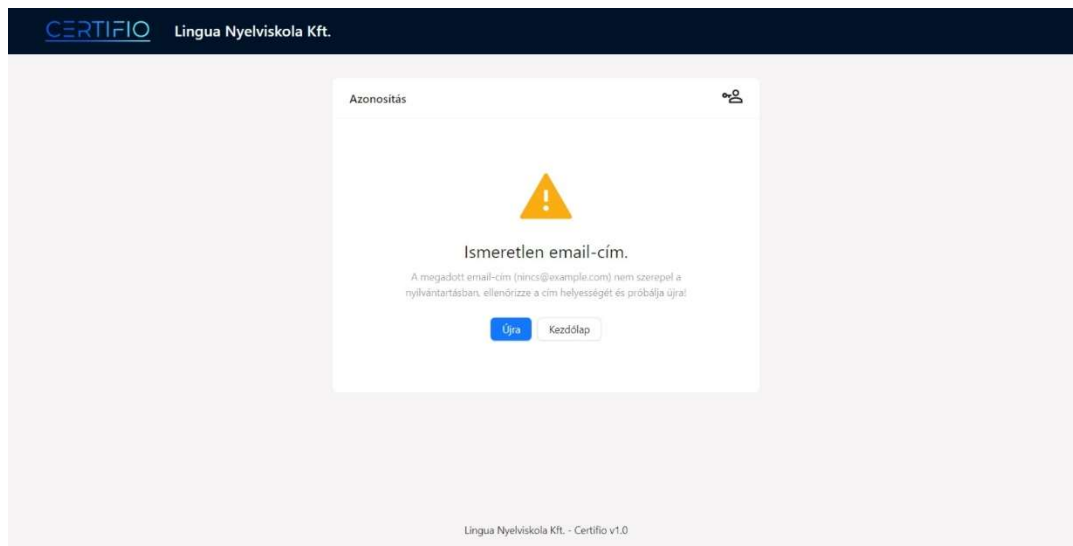 CERTIFIO Lingua Nyelviskola Kft.
Azonosítás
Ismeretlen email-cím.
A megadott email-cím (nincs@example.com) nem szerepel a
nyilvántartásban, ellenőrizze a cím helyességét és próbálja újra!
Újra Kezdőlap
Lingua Nyelviskola Kft. - Certifio v1.0